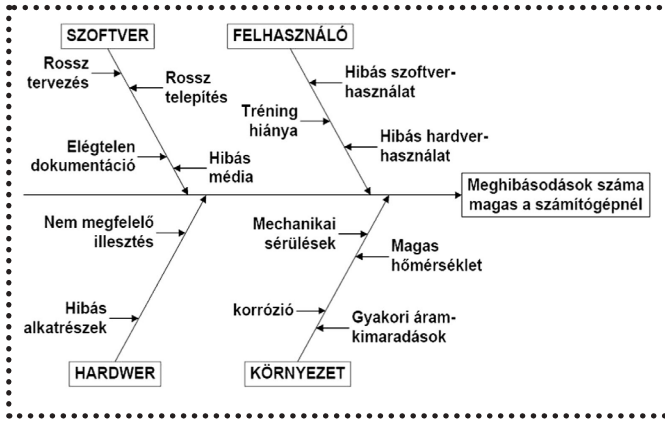 SZOFTVER
FELHASZNÁLÓ
Rossz
tervezés
Rossz
telepítés
Elégtelen
dokumentáció
Hibás
média
Hibás szoftver-
használat
Tréning
hiánya
Hibás hardver-
használat
Meghibásodások száma
magas a számítógépnél
Nem megfelelő
illesztés
Hibás
alkatrészek
Mechanikai
sérülések
Magas
hőmérséklet
korrózió
Gyakori áram-
kimaradások
HARDWER
KÖRNYEZET